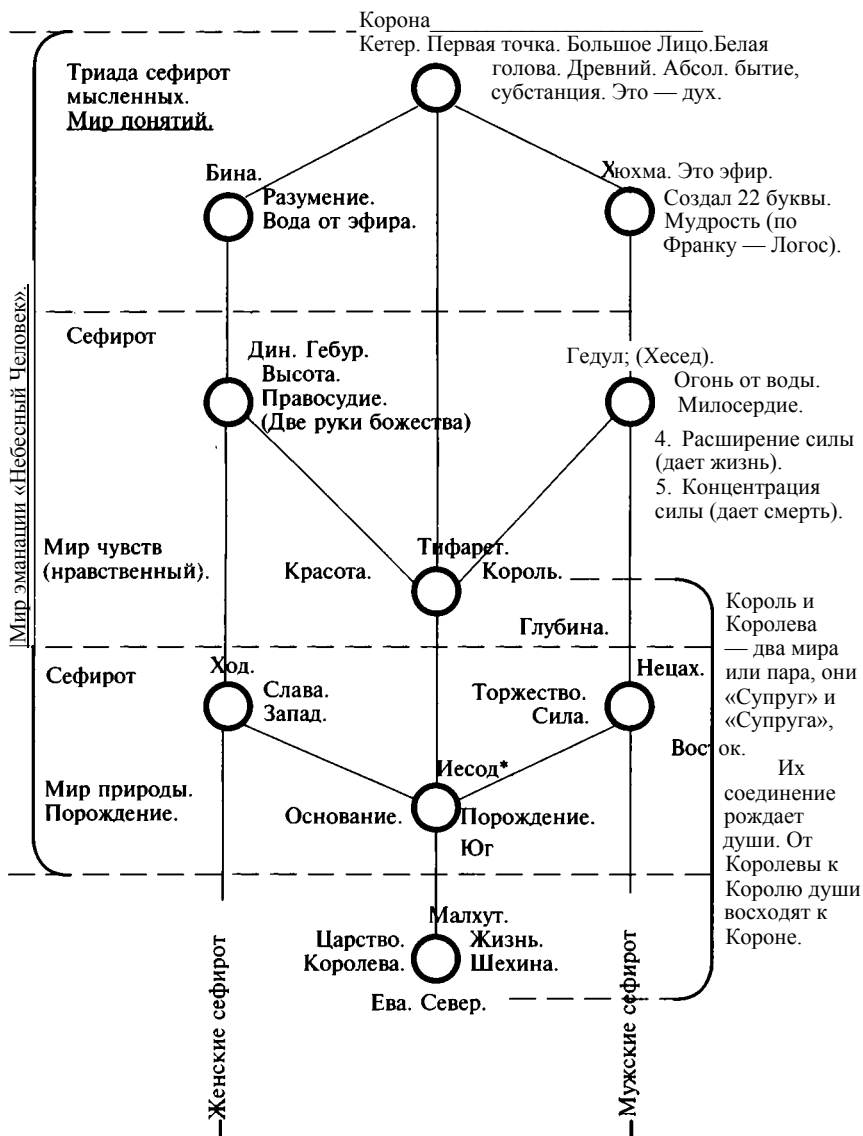 Корона
Кетер. Первая точка. Большое Лицо.Белая
голова. Древний. Абсол. бытие,
субстанция. Это — дух.
Триада сефирот
мысленных.
Мир понятий.
Бина.
Разумение.
Вода от эфира.
Хюхма. Это эфир.
Создал 22 буквы.
Мудрость (по
Франку — Логос).
Мир эманации «Небесный Человек».
Сефирот
Дин. Гебур.
Высота.
Правосудие.
(Две руки божества)
Гедул; (Хесед).
Огонь от воды.
Милосердие.
4. Расширение силы
(дает жизнь).
5. Концентрация
силы (дает смерть).
Мир чувств
(нравственный).
Тифарет.
Красота.
Король.
Глубина.
Король и
Королева
— два мира
или пара, они
«Супруг» и
«Супруга»,
Их
соединение
рождает
души. От
Королевы к
Королю души
восходят к
Короне.
Сефирот
Ход.
Слава.
Запад.
Нецах.
Торжество.
Сила.
Восток.
Мир природы.
Порождение.
Иесод*.
Основание.
Порождение.
Юг
Малхут.
Царство.
Королева.
Жизнь.
Шехина.
Ева. Север.
Женские сефирот
Мужские сефирот